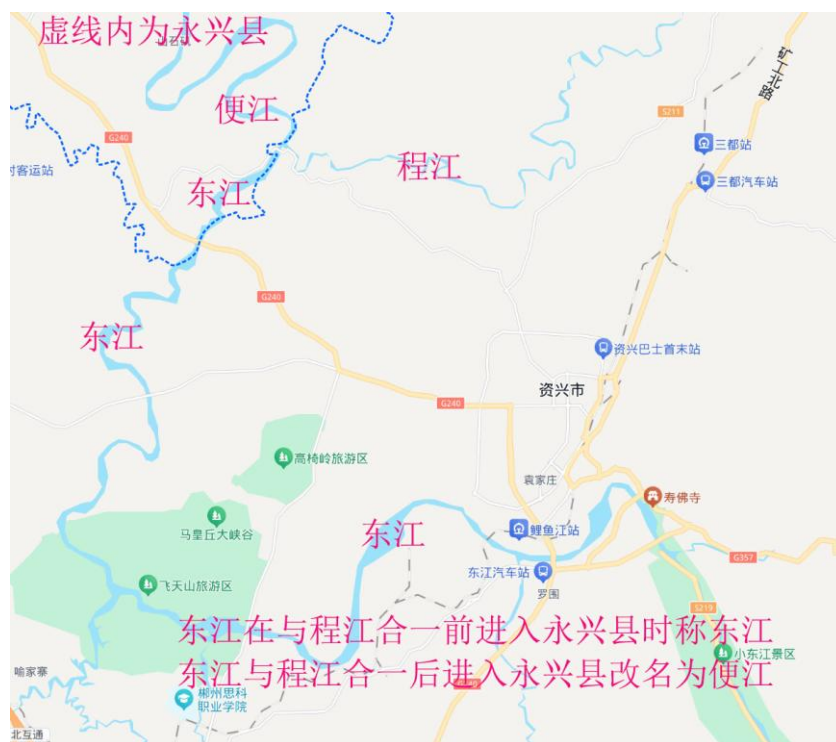 虚线内为永兴县
便江
G240
矿工北路
S211
三都站
三都汽车站
程江
东江
村客运站
G240
东江
资兴巴士首末站
资兴市
G240
高椅岭旅游区
袁家庄
寿佛寺
马皇丘大峡谷
东江
鲤鱼江站
G357
东江汽车站
飞天山旅游区
罗围
S219
东江在与程江合一前进入永兴县时称东江
小东江景区
东江与程江合一后进入永兴县改名为便江
喻家寨
郴州思科
职业学院
北互通